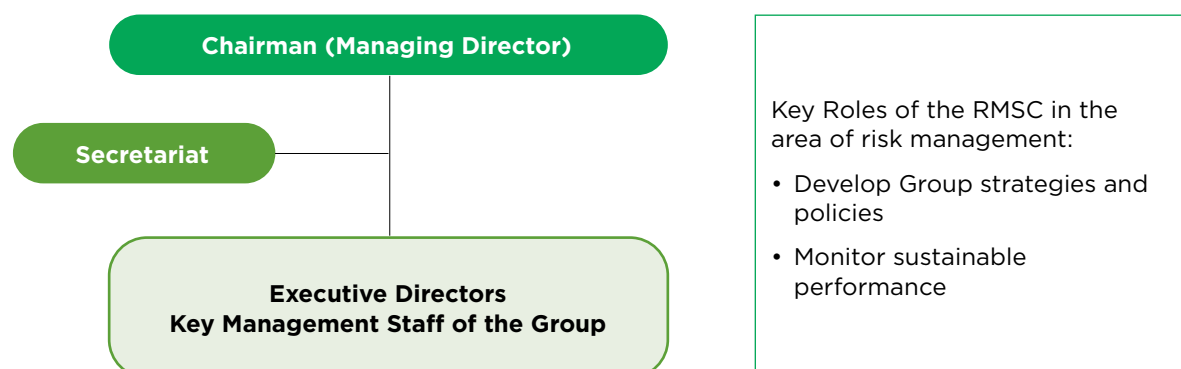 Chairman (Managing Director)
Secretariat
Executive Directors
Key Management Staff of the Group
Key Roles of the RMSC in the
area of risk management:
• Develop Group strategies and
policies
• Monitor sustainable
performance